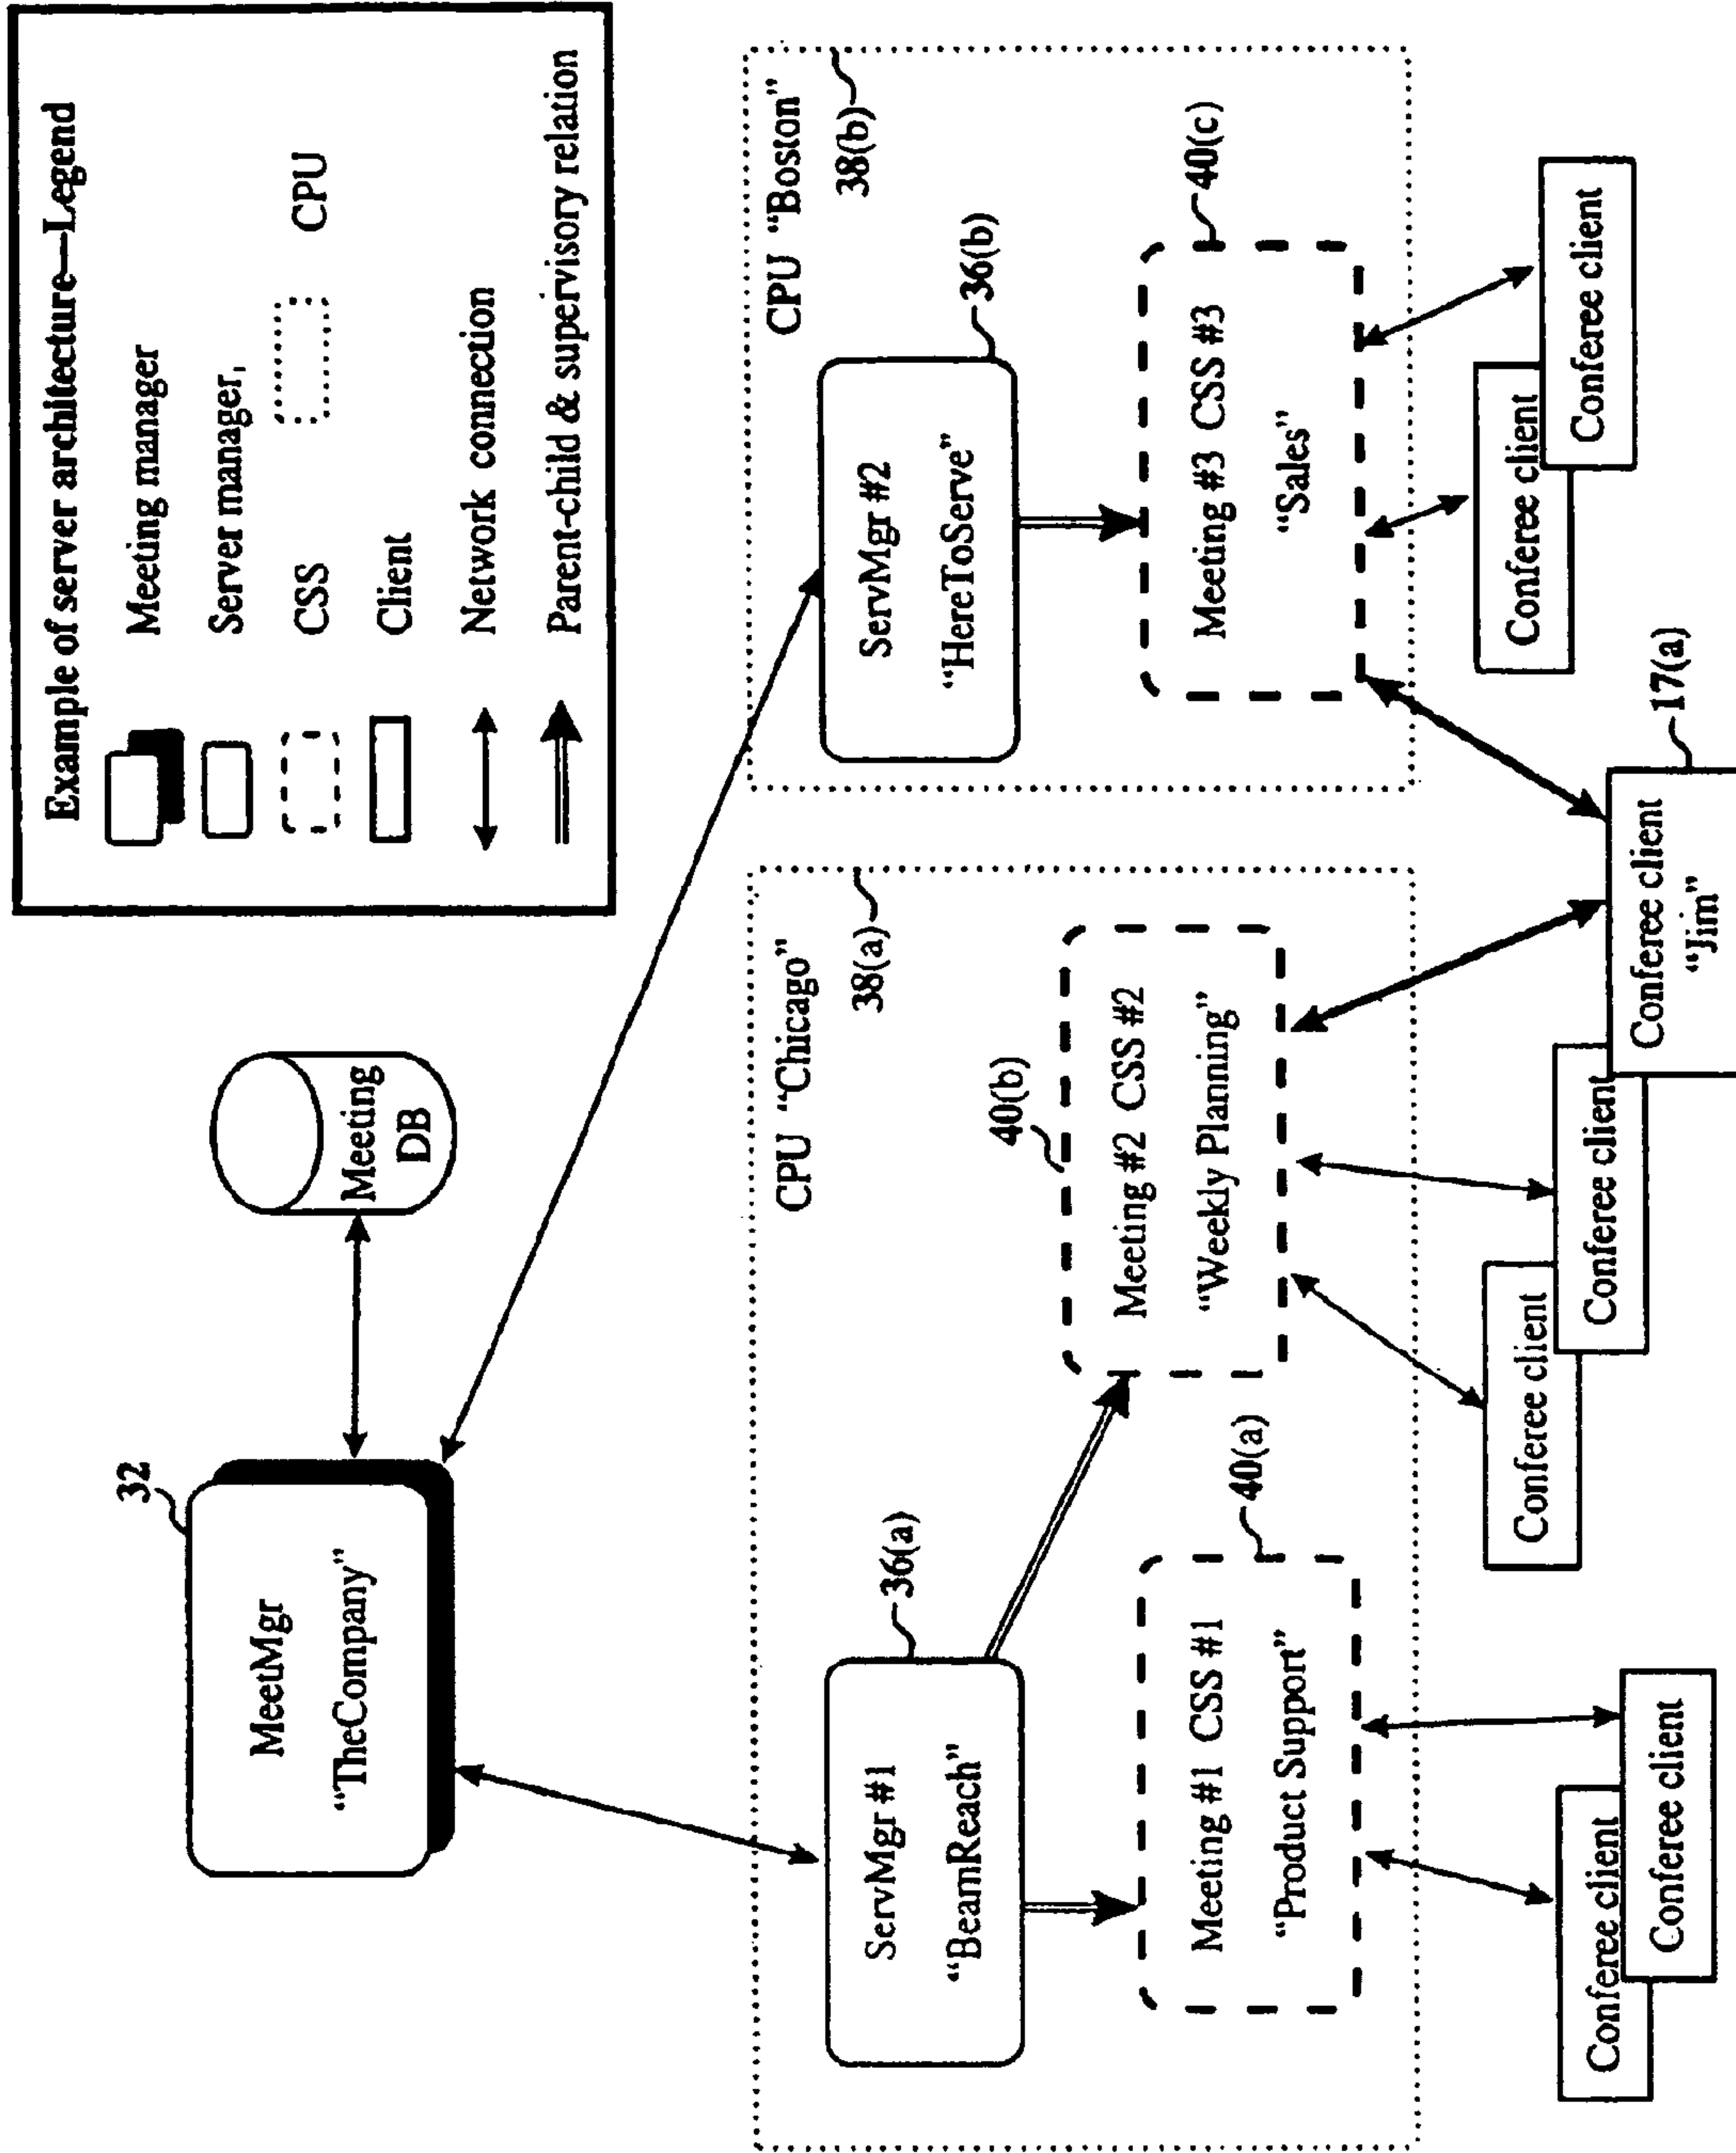 Example of server architecture—Legend
Meeting manager
Server manager,
CSS
CPU
Client
Network connection
Parent-child & supervisory relation
32
MeetMgr
“TheCompany”
Meeting
DB
CPU “Chicago”
38(a)
ServMgr #1
“BeamReach”
36(a)
40(b)
Meeting #1 CSS #1
“Product Support”
40(a)
Meeting #2 CSS #2
“Weekly Planning”
CPU “Boston”
38(b)
ServMgr #2
“HereToServe”
36(b)
Meeting #3 CSS #3
“Sales”
40(c)
Conferee client
Conferee client
Conferee client
Conferee client
Conferee client
“Jim”
17(a)
Conferee client
Conferee client